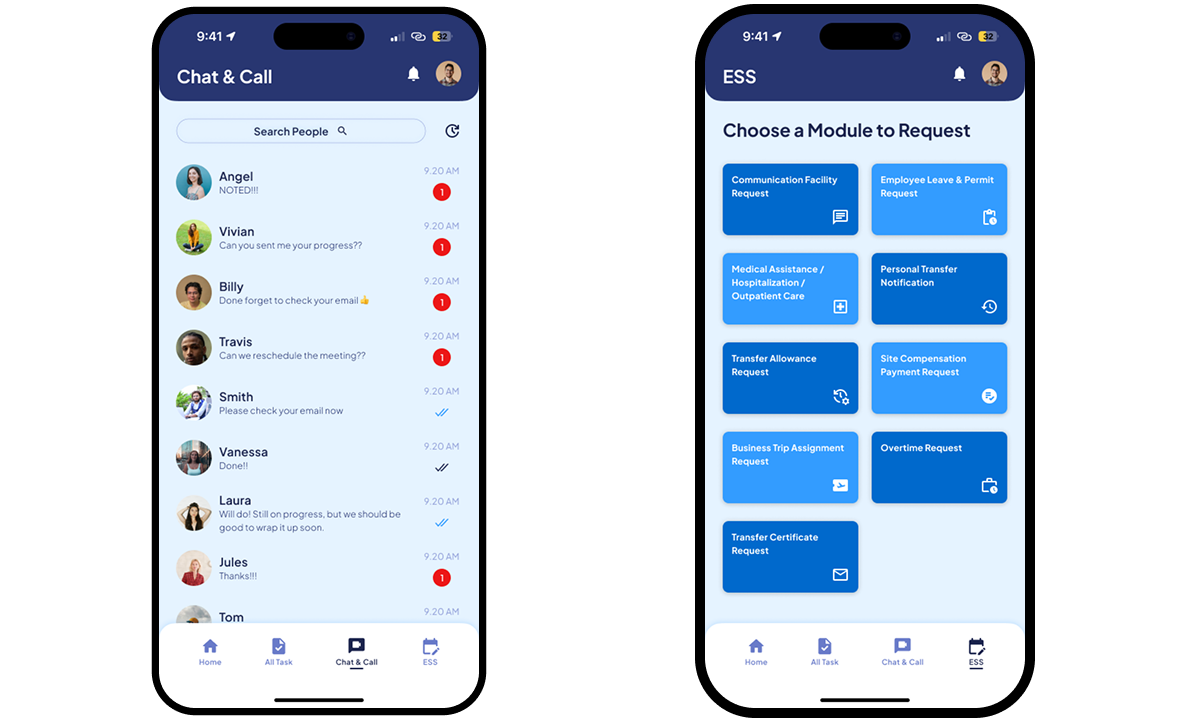 9:41
32
Chat & Call
Search People
Angel
9.20 AM
NOTED!!!
1
Vivian
9.20 AM
Can you sent me your progress??
1
Billy
9.20 AM
Done forget to check your email👍
1
Travis
9.20 AM
Can we reschedule the meeting??
1
Smith
9.20 AM
Please check your email now
Vanessa
9.20 AM
Done!!
Laura
9.20 AM
Will do! Still on progress, but we should be
good to wrap it up soon.
Jules
9.20 AM
Thanks!!!
1
Tom
9.20 AM
Home
All Task
Chat & Call
ESS
9:41
32
ESS
Choose a Module to Request
Communication Facility
Request
Employee Leave & Permit
Request
Medical Assistance /
Hospitalization /
Outpatient Care
Personal Transfer
Notification
Transfer Allowance
Request
Site Compensation
Payment Request
Business Trip Assignment
Request
Overtime Request
Transfer Certificate
Request
Home
All Task
Chat & Call
ESS